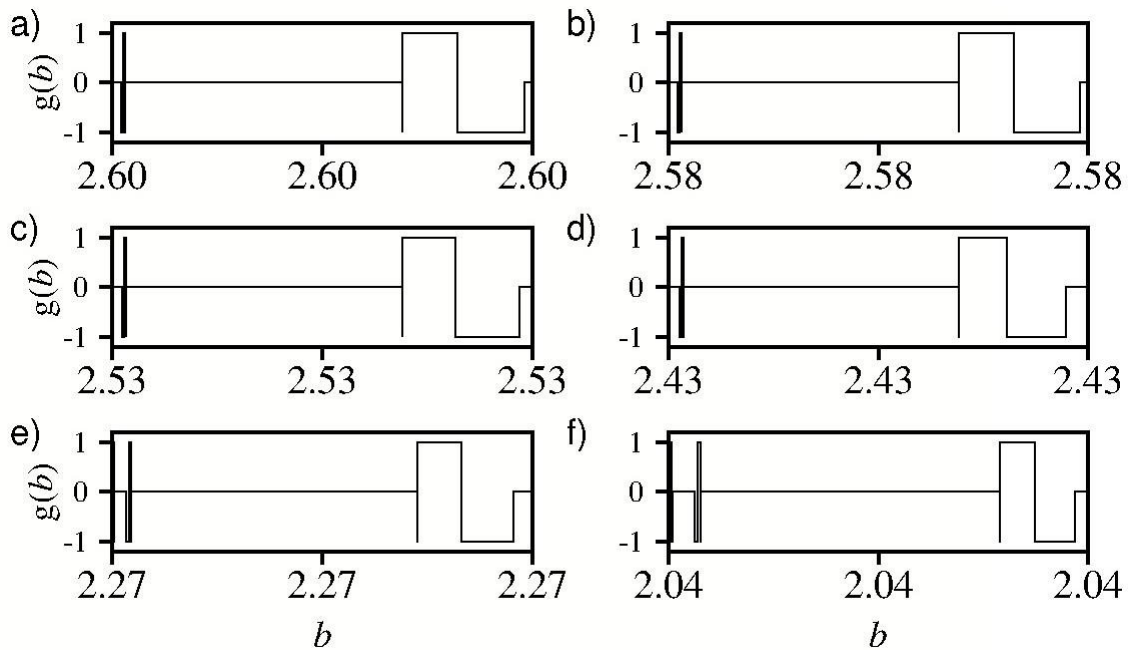 a) b)
g(b) 1 0 -1 1 0 -1
2.60 2.60 2.60 2.58 2.58 2.58
c) d)
g(b) 1 0 -1 1 0 -1
2.53 2.53 2.53 2.43 2.43 2.43
e) f)
g(b) 1 0 -1 1 0 -1
2.27 2.27 2.27 2.04 2.04 2.04
b b